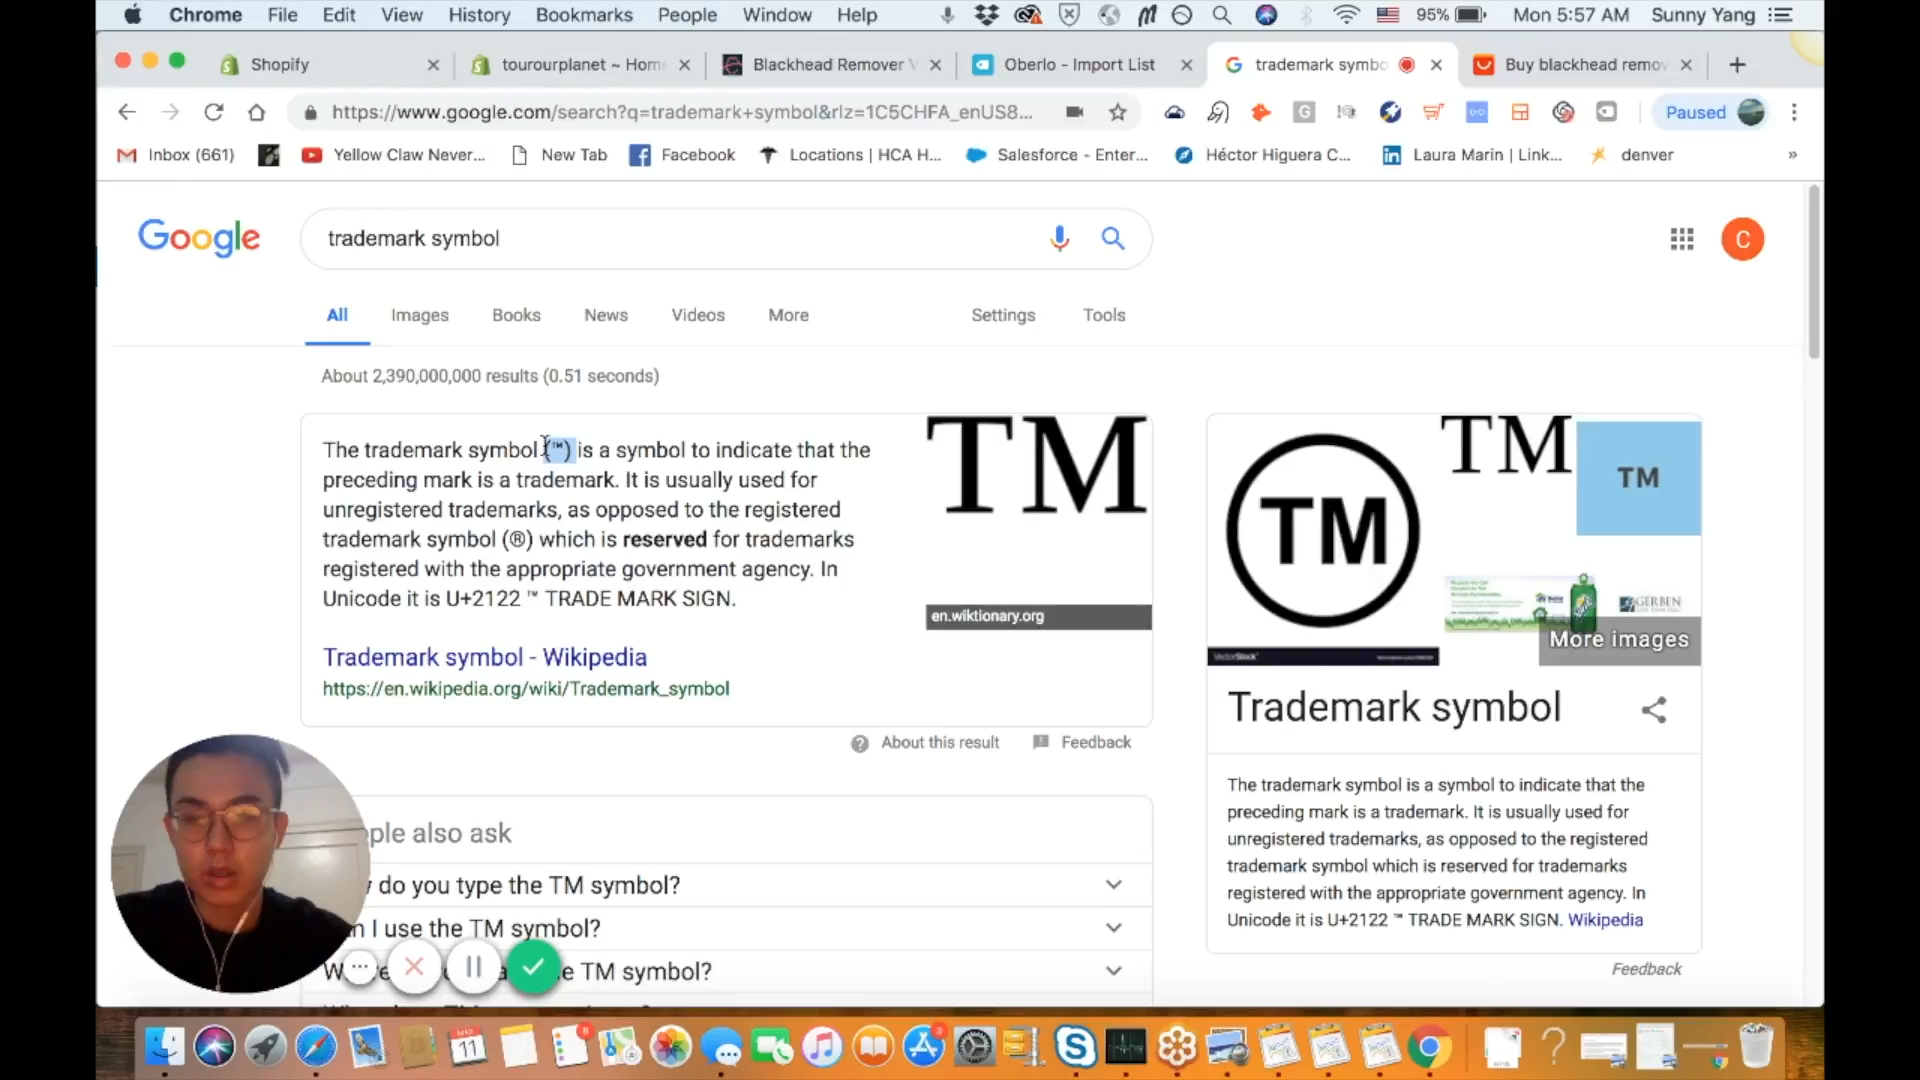 Chrome File Edit View History Bookmarks People Window Help 95% Mon 5:57 AM Sunny Yang
Shopify tourourplanet ~ Home Blackhead Remover V Oberlo - Import List trademark symbo Buy blackhead remov
https://www.google.com/search?q=trademark+symbol&rlz=1C5CHFA_enUS8... Paused
Inbox (661) Yellow Claw Never... New Tab Facebook Locations | HCA H... Salesforce - Enter... Héctor Higuera C... Laura Marin | Link... denver »
Google trademark symbol C
All Images Books News Videos More Settings Tools
About 2,390,000,000 results (0.51 seconds)
The trademark symbol (™) is a symbol to indicate that the
preceding mark is a trademark. It is usually used for
unregistered trademarks, as opposed to the registered
trademark symbol (®) which is reserved for trademarks
registered with the appropriate government agency. In
Unicode it is U+2122 ™ TRADE MARK SIGN.
TM
en.wiktionary.org
Trademark symbol - Wikipedia
https://en.wikipedia.org/wiki/Trademark_symbol
About this result Feedback
ple also ask
do you type the TM symbol?
n I use the TM symbol?
e TM symbol?
TM
TM
TM
GERBEN
More images
VectorStock
Trademark symbol
The trademark symbol is a symbol to indicate that the
preceding mark is a trademark. It is usually used for
unregistered trademarks, as opposed to the registered
trademark symbol which is reserved for trademarks
registered with the appropriate government agency. In
Unicode it is U+2122 ™ TRADE MARK SIGN. Wikipedia
Feedback
11
8
3